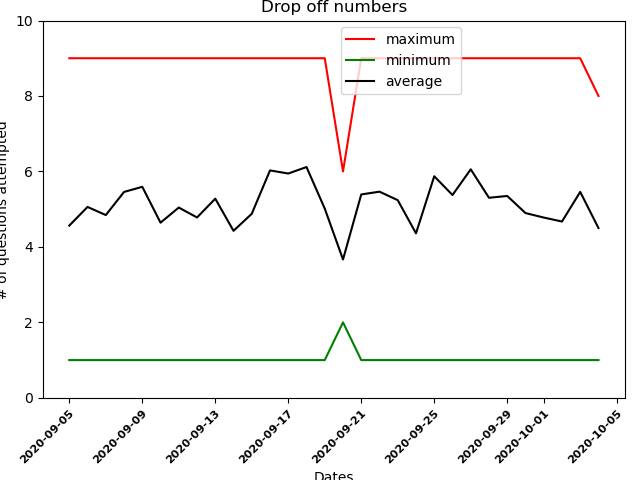 Drop off numbers
# of questions attempted
10
8
6
4
2
0
maximum
minimum
average
2020-09-05
2020-09-09
2020-09-13
2020-09-17
2020-09-21
2020-09-25
2020-09-29
2020-10-01
2020-10-05
Dates